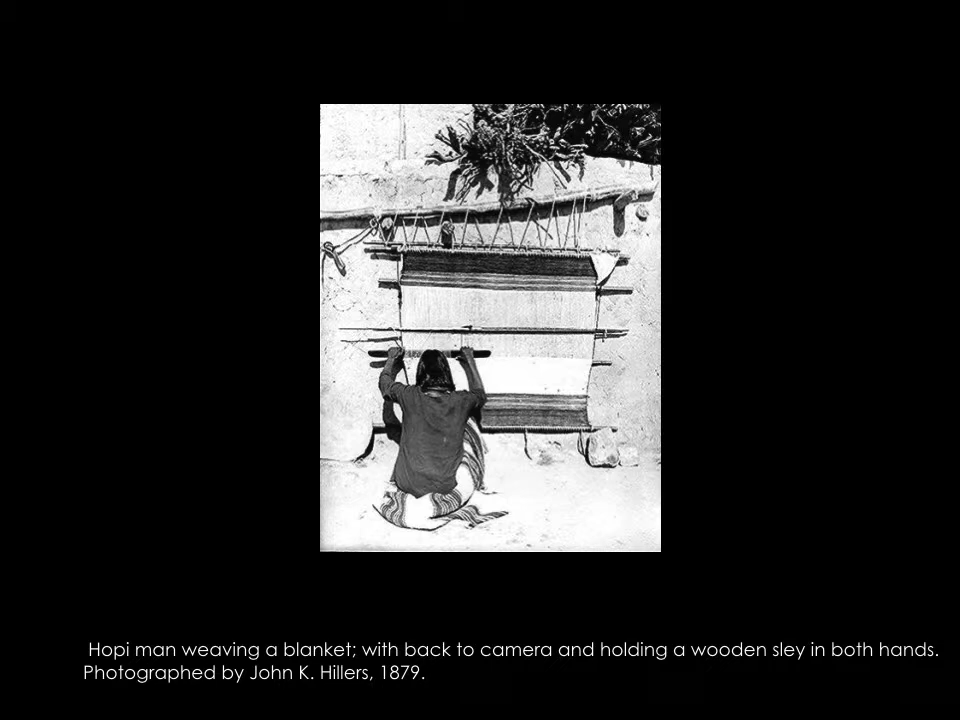 Hopi man weaving a blanket; with back to camera and holding a wooden sley in both hands.
Photographed by John K. Hillers, 1879.